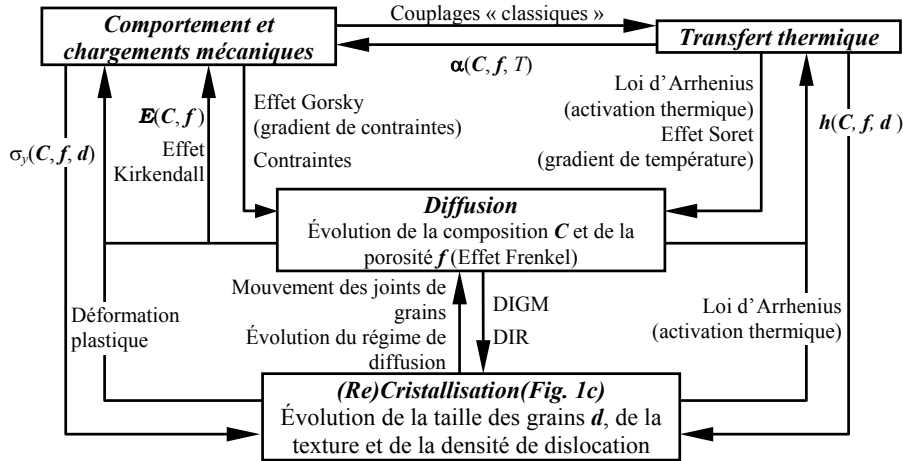 Comportement et
chargements mécaniques
Couplages « classiques »
α(C, f, T)
Transfert thermique
σy(C, f, d)
E(C, f)
Effet
Kirkendall
Effet Gorsky
(gradient de contraintes)
Contraintes
Loi d'Arrhenius
(activation thermique)
Effet Soret
(gradient de température)
h(C, f, d )
Diffusion
Évolution de la composition C et de la
porosité f (Effet Frenkel)
Déformation
plastique
Mouvement des joints de
grains
Évolution du régime de
diffusion
DIGM
DIR
Loi d'Arrhenius
(activation thermique)
(Re)Cristallisation(Fig. 1c)
Évolution de la taille des grains d, de la
texture et de la densité de dislocation